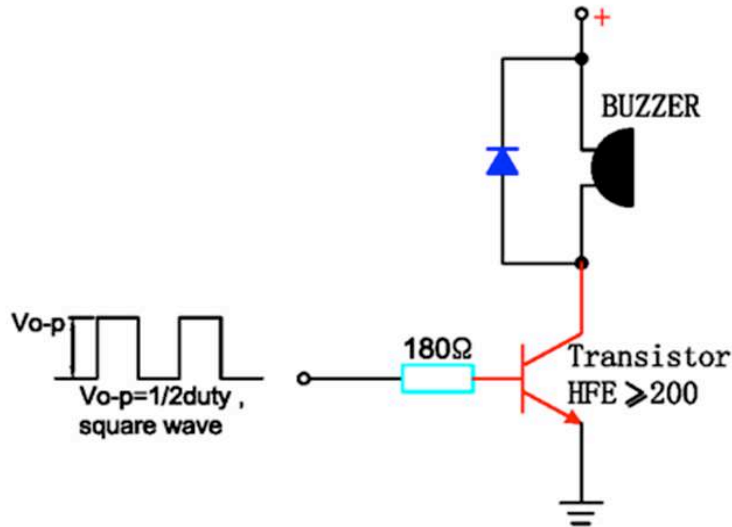 +
BUZZER
Vo-p
180Ω
Transistor
HFE ⩾200
Vo-p=1/2duty ,
square wave